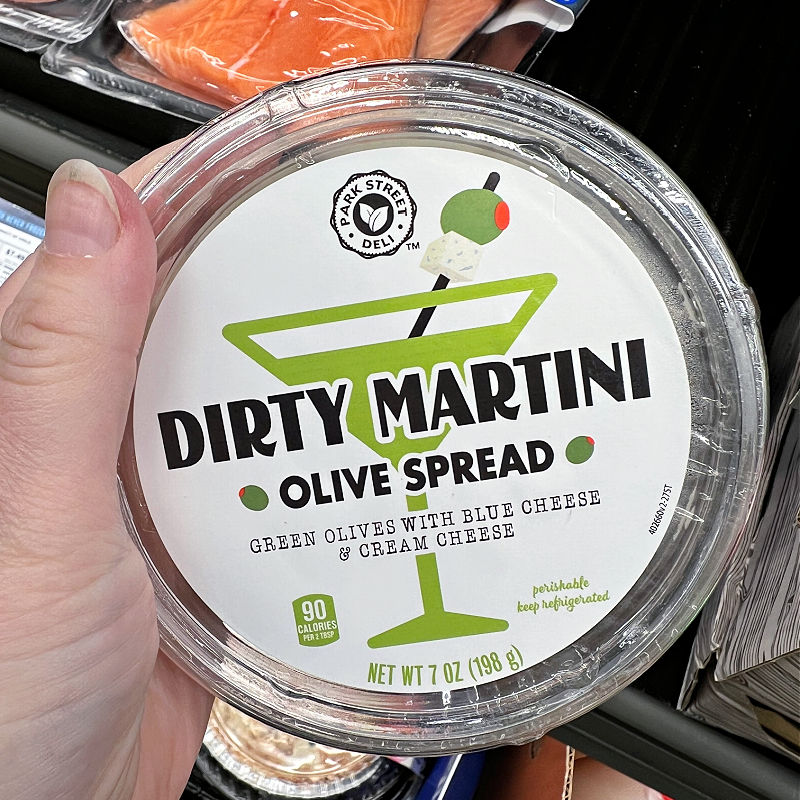 PARK STREET
DELI
TM
DIRTY MARTINI
OLIVE SPREAD
GREEN OLIVES WITH BLUE CHEESE
& CREAM CHEESE
90
CALORIES
PER 2 TBSP
perishable
keep refrigerated
NET WT 7 OZ (198 g)